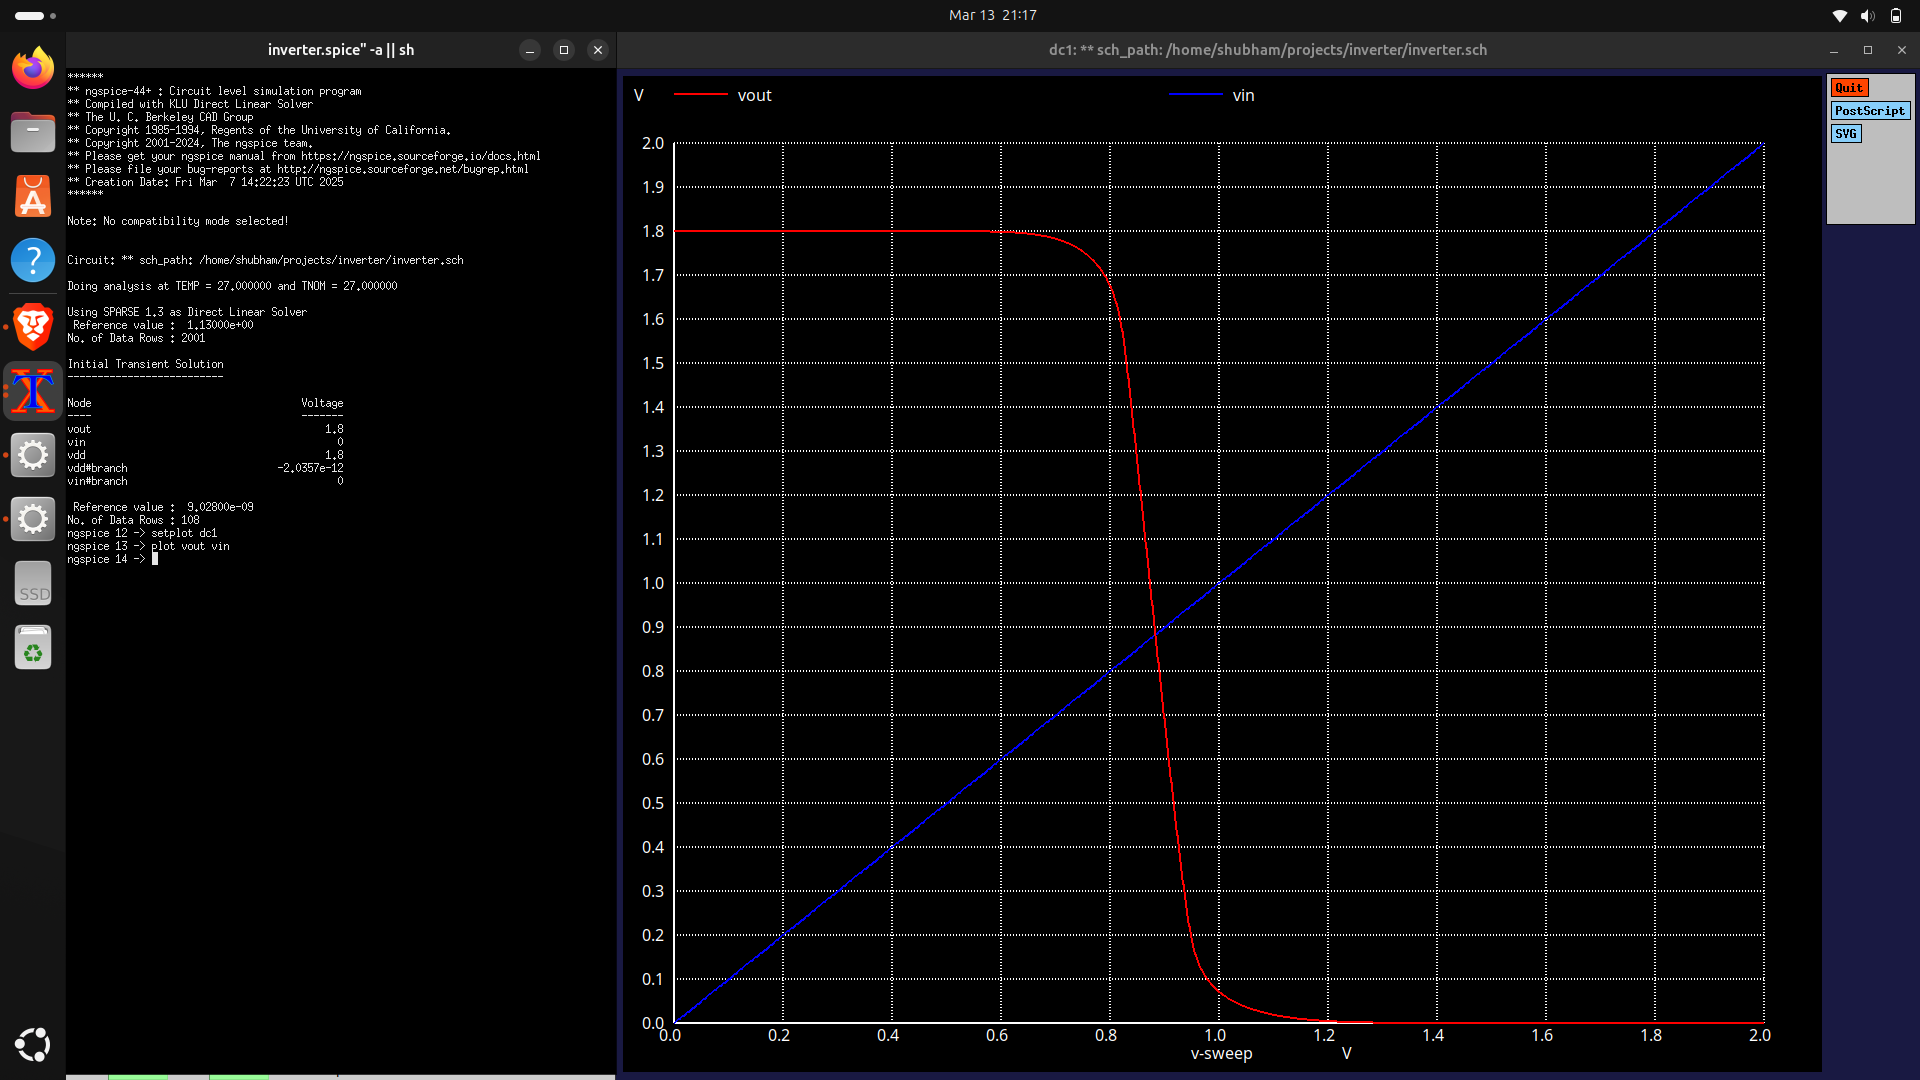 Mar 13 21:17
inverter.spice" -a || sh
******
** ngspice-44+ : Circuit level simulation program
** Compiled with KLU Direct Linear Solver
** The U. C. Berkeley CAD Group
** Copyright 1985-1994, Regents of the University of California.
** Copyright 2001-2024, The ngspice team.
** Please get your ngspice manual from https://ngspice.sourceforge.io/docs.html
** Please file your bug-reports at http://ngspice.sourceforge.net/bugrep.html
** Creation Date: Fri Mar  7 14:22:23 UTC 2025
******
Note: No compatibility mode selected!
Circuit: ** sch_path: /home/shubham/projects/inverter/inverter.sch
Doing analysis at TEMP = 27.000000 and TNOM = 27.000000
Using SPARSE 1.3 as Direct Linear Solver
Reference value :  1.13000e+00
No. of Data Rows : 2001
Initial Transient Solution
--------------------------
Node Voltage
---- -------
vout 1.8
vin 0
vdd 1.8
vdd#branch -2.0357e-12
vin#branch 0
Reference value :  9.02800e-09
No. of Data Rows : 108
ngspice 12 -> setplot dc1
ngspice 13 -> plot vout vin
ngspice 14 ->
SSD
dc1: ** sch_path: /home/shubham/projects/inverter/inverter.sch
V vout vin
2.0
1.9
1.8
1.7
1.6
1.5
1.4
1.3
1.2
1.1
1.0
0.9
0.8
0.7
0.6
0.5
0.4
0.3
0.2
0.1
0.0
0.0 0.2 0.4 0.6 0.8 1.0 1.2 1.4 1.6 1.8 2.0
v-sweep V
Quit
PostScript
SVG